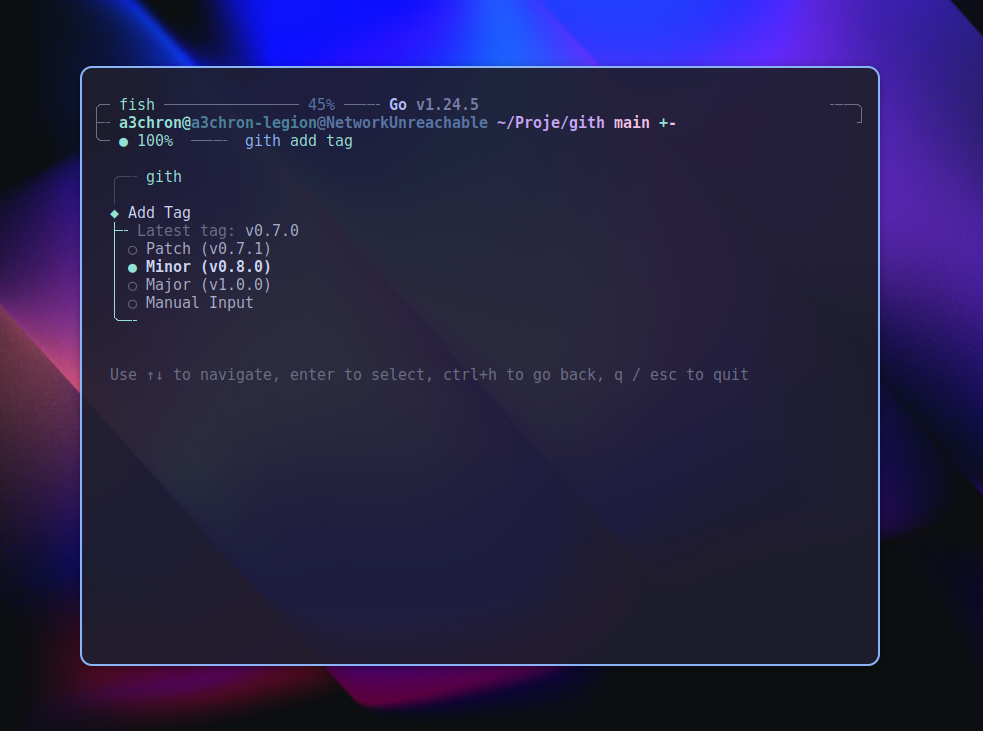 fish 45% Go v1.24.5
a3chron@a3chron-legion@NetworkUnreachable ~/Proje/gith main +-
● 100% gith add tag
gith
◆ Add Tag
Latest tag: v0.7.0
○ Patch (v0.7.1)
● Minor (v0.8.0)
○ Major (v1.0.0)
○ Manual Input
Use ↑↓ to navigate, enter to select, ctrl+h to go back, q / esc to quit